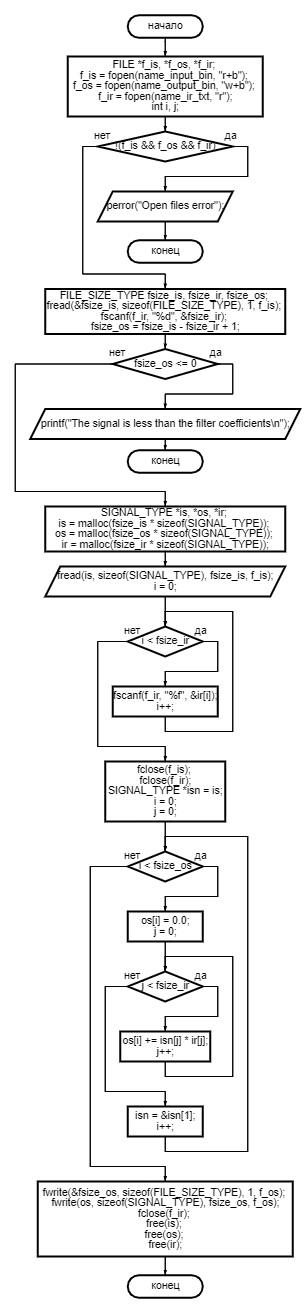 начало
FILE *f_is, *f_os, *f_ir;
f_is = fopen(name_input_bin, "r+b");
f_os = fopen(name_output_bin, "w+b");
f_ir = fopen(name_ir_txt, "r");
int i, j;
нет
да
!(f_is && f_os && f_ir)
perror("Open files error");
конец
FILE_SIZE_TYPE fsize_is, fsize_ir, fsize_os;
fread(&fsize_is, sizeof(FILE_SIZE_TYPE), 1, f_is);
fscanf(f_ir, "%d", &fsize_ir);
fsize_os = fsize_is - fsize_ir + 1;
нет
да
fsize_os <= 0
printf("The signal is less than the filter coefficients\n");
конец
SIGNAL_TYPE *is, *os, *ir;
is = malloc(fsize_is * sizeof(SIGNAL_TYPE));
os = malloc(fsize_os * sizeof(SIGNAL_TYPE));
ir = malloc(fsize_ir * sizeof(SIGNAL_TYPE));
fread(is, sizeof(SIGNAL_TYPE), fsize_is, f_is);
i = 0;
нет
да
i < fsize_ir
fscanf(f_ir, "%f", &ir[i]);
i++;
fclose(f_is);
fclose(f_ir);
SIGNAL_TYPE *isn = is;
i = 0;
j = 0;
нет
да
i < fsize_os
os[i] = 0.0;
j = 0;
нет
да
j < fsize_ir
os[i] += isn[j] * ir[j];
j++;
isn = &isn[1];
i++;
fwrite(&fsize_os, sizeof(FILE_SIZE_TYPE), 1, f_os);
fwrite(os, sizeof(SIGNAL_TYPE), fsize_os, f_os);
fclose(f_ir);
free(is);
free(os);
free(ir);
конец